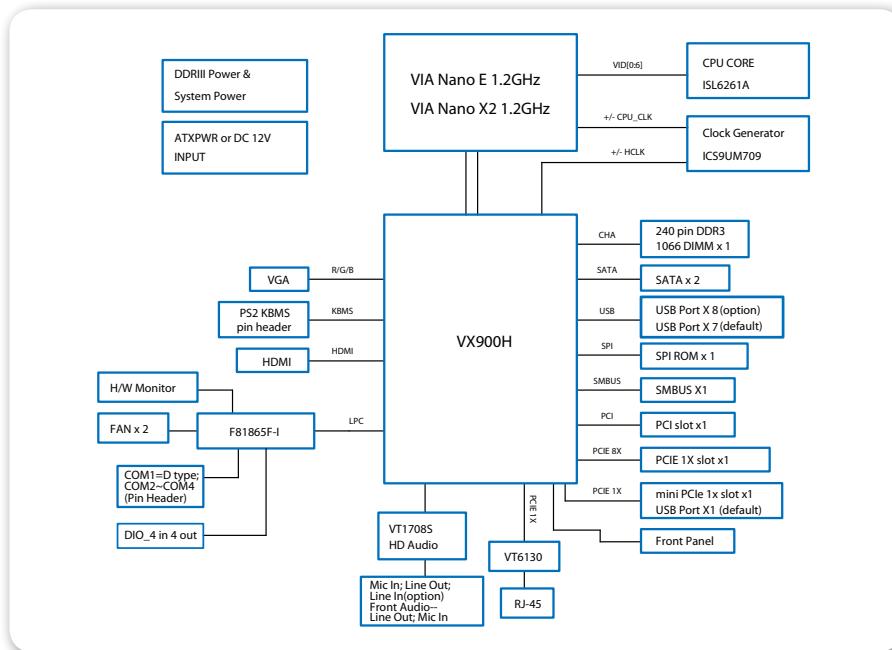 DDRIII Power &
System Power
ATXPWR or DC 12V
INPUT
VIA Nano E 1.2GHz
VIA Nano X2 1.2GHz
VID[0:6]
CPU CORE
ISL6261A
+/- CPU_CLK
+/- HCLK
Clock Generator
ICS9UM709
VX900H
R/G/B
VGA
KBMS
PS2 KBMS
pin header
HDMI
HDMI
H/W Monitor
FAN x 2
F81865F-I
LPC
COM1=D type;
COM2~COM4
(Pin Header)
DIO_4 in 4 out
CHA
240 pin DDR3
1066 DIMM x 1
SATA
SATA x 2
USB
USB Port X 8 (option)
USB Port X 7 (default)
SPI
SPI ROM x 1
SMBUS
SMBUS X1
PCI
PCI slot x1
PCIE 8X
PCIE 1X slot x1
PCIE 1X
mini PCIe 1x slot x1
USB Port X1 (default)
Front Panel
VT1708S
HD Audio
Mic In; Line Out;
Line In(option)
Front Audio--
Line Out; Mic In
PCIE 1X
VT6130
RJ-45